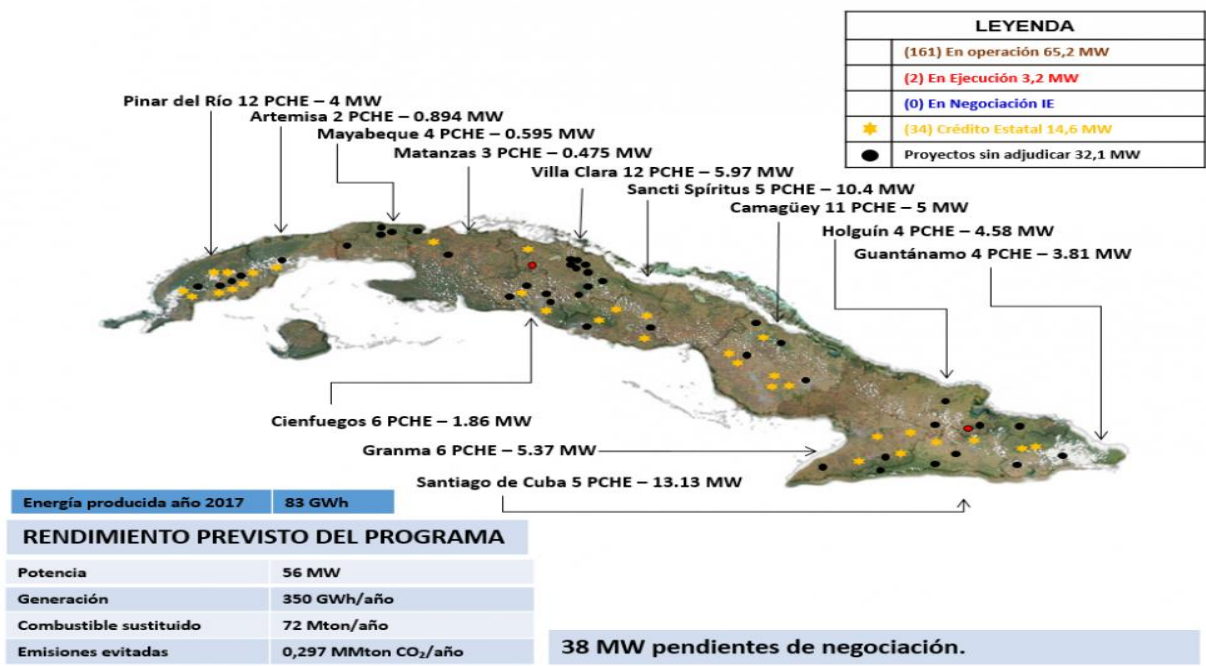 LEYENDA
(161) En operación 65,2 MW
(2) En Ejecución 3,2 MW
(0) En Negociación IE
(34) Crédito Estatal 14,6 MW
Proyectos sin adjudicar 32,1 MW
Pinar del Río 12 PCHE – 4 MW
Artemisa 2 PCHE – 0.894 MW
Mayabeque 4 PCHE – 0.595 MW
Matanzas 3 PCHE – 0.475 MW
Villa Clara 12 PCHE – 5.97 MW
Sancti Spíritus 5 PCHE – 10.4 MW
Camagüey 11 PCHE – 5 MW
Holguín 4 PCHE – 4.58 MW
Guantánamo 4 PCHE – 3.81 MW
Cienfuegos 6 PCHE – 1.86 MW
Granma 6 PCHE – 5.37 MW
Santiago de Cuba 5 PCHE – 13.13 MW
Energía producida año 2017 83 GWh
RENDIMIENTO PREVISTO DEL PROGRAMA
Potencia 56 MW
Generación 350 GWh/año
Combustible sustituido 72 Mton/año
Emisiones evitadas 0,297 MMton CO₂/año
38 MW pendientes de negociación.